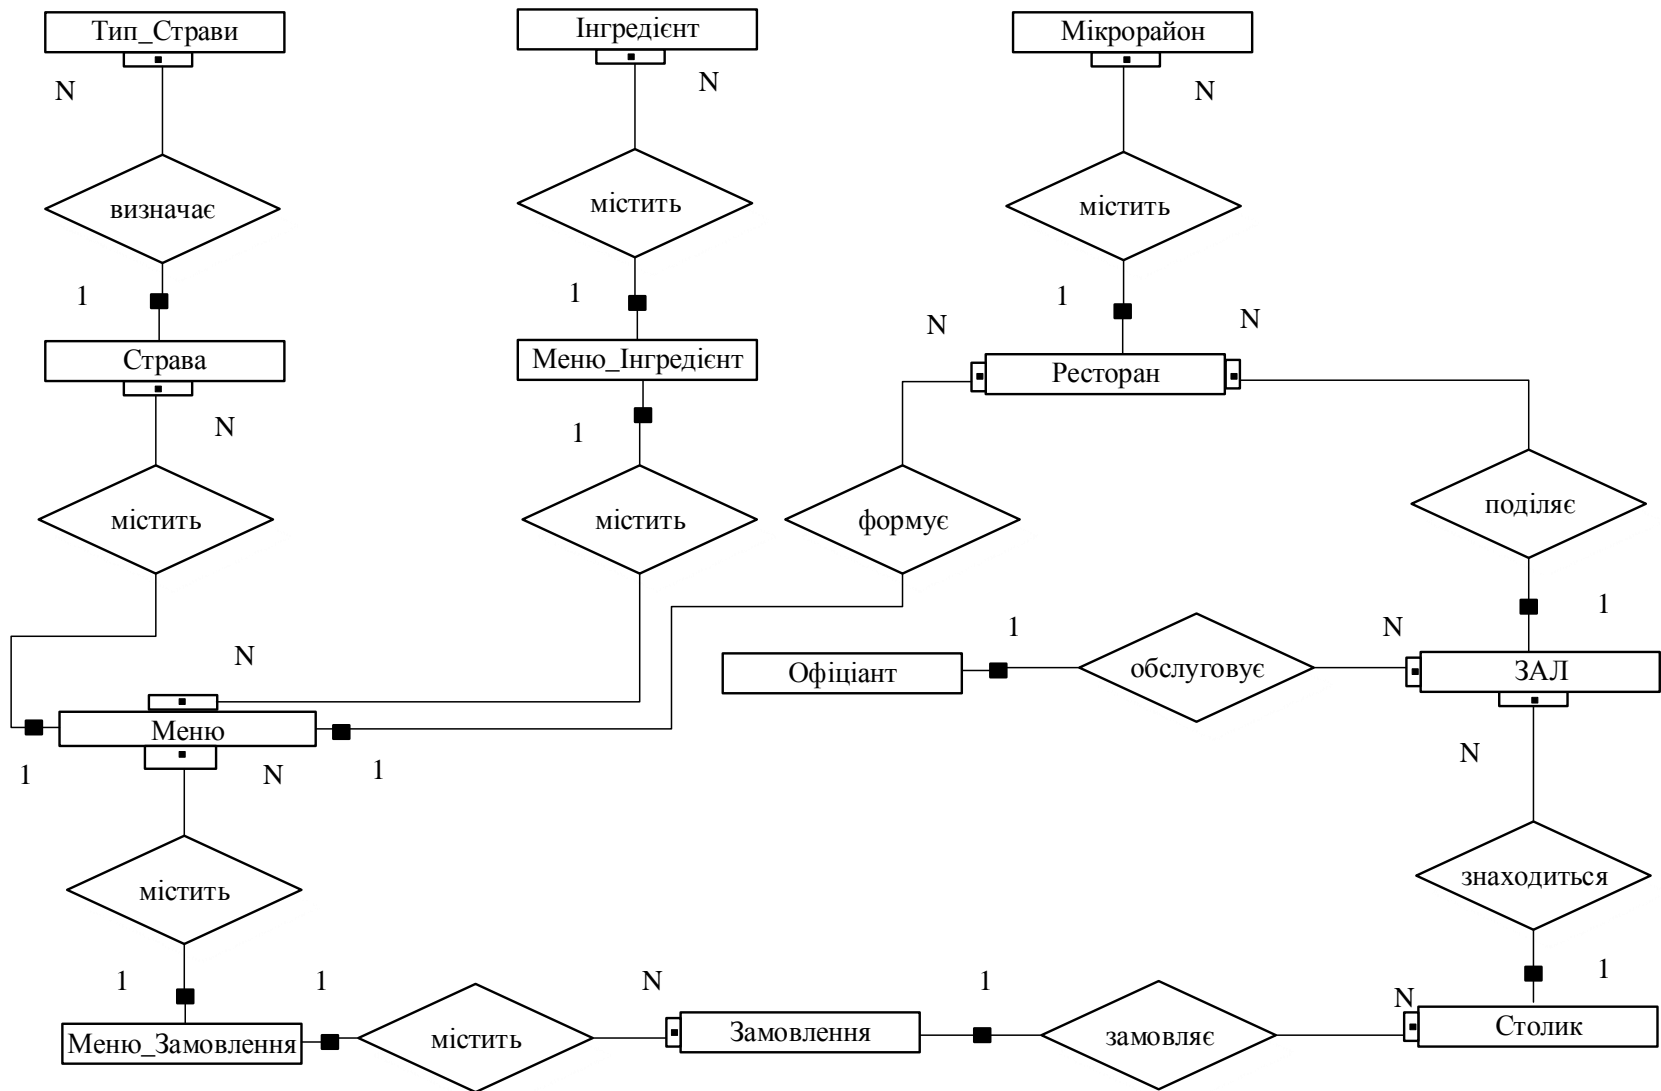 Тип_Страви
Інгредієнт
Мікрорайон
N
N
N
визначає
містить
містить
1
1
1
N
N
Страва
Меню_Інгредієнт
Ресторан
N
1
містить
містить
формує
поділяє
1
1
N
N
Офіціант
обслуговує
ЗАЛ
Меню
1
N
1
N
містить
знаходиться
1
1
N
1
N
1
Меню_Замовлення
містить
Замовлення
замовляє
Столик